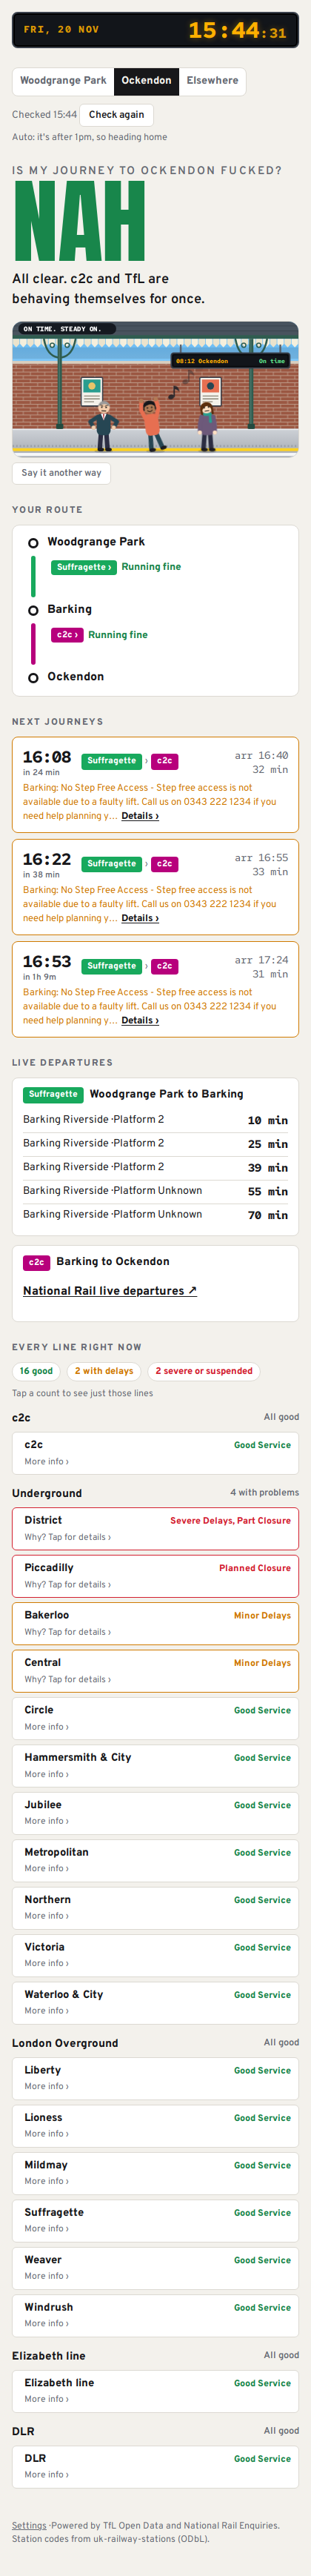 FRI, 20 NOV 15:44:31
Woodgrange Park Ockendon Elsewhere
Checked 15:44 Check again
Auto: it's after 1pm, so heading home
IS MY JOURNEY TO OCKENDON FUCKED?
NAH
All clear. c2c and TfL are
behaving themselves for once.
ON TIME. STEADY ON.
00:12 Ockendon On time
Say it another way
YOUR ROUTE
Woodgrange Park
Suffragette › Running fine
Barking
c2c › Running fine
Ockendon
NEXT JOURNEYS
16:08 Suffragette › c2c arr 16:40
in 24 min 32 min
Barking: No Step Free Access - Step free access is not
available due to a faulty lift. Call us on 0343 222 1234 if you
need help planning y… Details ›
16:22 Suffragette › c2c arr 16:55
in 38 min 33 min
Barking: No Step Free Access - Step free access is not
available due to a faulty lift. Call us on 0343 222 1234 if you
need help planning y… Details ›
16:53 Suffragette › c2c arr 17:24
in 1h 9m 31 min
Barking: No Step Free Access - Step free access is not
available due to a faulty lift. Call us on 0343 222 1234 if you
need help planning y… Details ›
LIVE DEPARTURES
Suffragette Woodgrange Park to Barking
Barking Riverside ·Platform 2 10 min
Barking Riverside ·Platform 2 25 min
Barking Riverside ·Platform 2 39 min
Barking Riverside ·Platform Unknown 55 min
Barking Riverside ·Platform Unknown 70 min
c2c Barking to Ockendon
National Rail live departures ↗
EVERY LINE RIGHT NOW
16 good 2 with delays 2 severe or suspended
Tap a count to see just those lines
c2c All good
c2c Good Service
More info ›
Underground 4 with problems
District Severe Delays, Part Closure
Why? Tap for details ›
Piccadilly Planned Closure
Why? Tap for details ›
Bakerloo Minor Delays
Why? Tap for details ›
Central Minor Delays
Why? Tap for details ›
Circle Good Service
More info ›
Hammersmith & City Good Service
More info ›
Jubilee Good Service
More info ›
Metropolitan Good Service
More info ›
Northern Good Service
More info ›
Victoria Good Service
More info ›
Waterloo & City Good Service
More info ›
London Overground All good
Liberty Good Service
More info ›
Lioness Good Service
More info ›
Mildmay Good Service
More info ›
Suffragette Good Service
More info ›
Weaver Good Service
More info ›
Windrush Good Service
More info ›
Elizabeth line All good
Elizabeth line Good Service
More info ›
DLR All good
DLR Good Service
More info ›
Settings ·Powered by TfL Open Data and National Rail Enquiries.
Station codes from uk-railway-stations (ODbL).